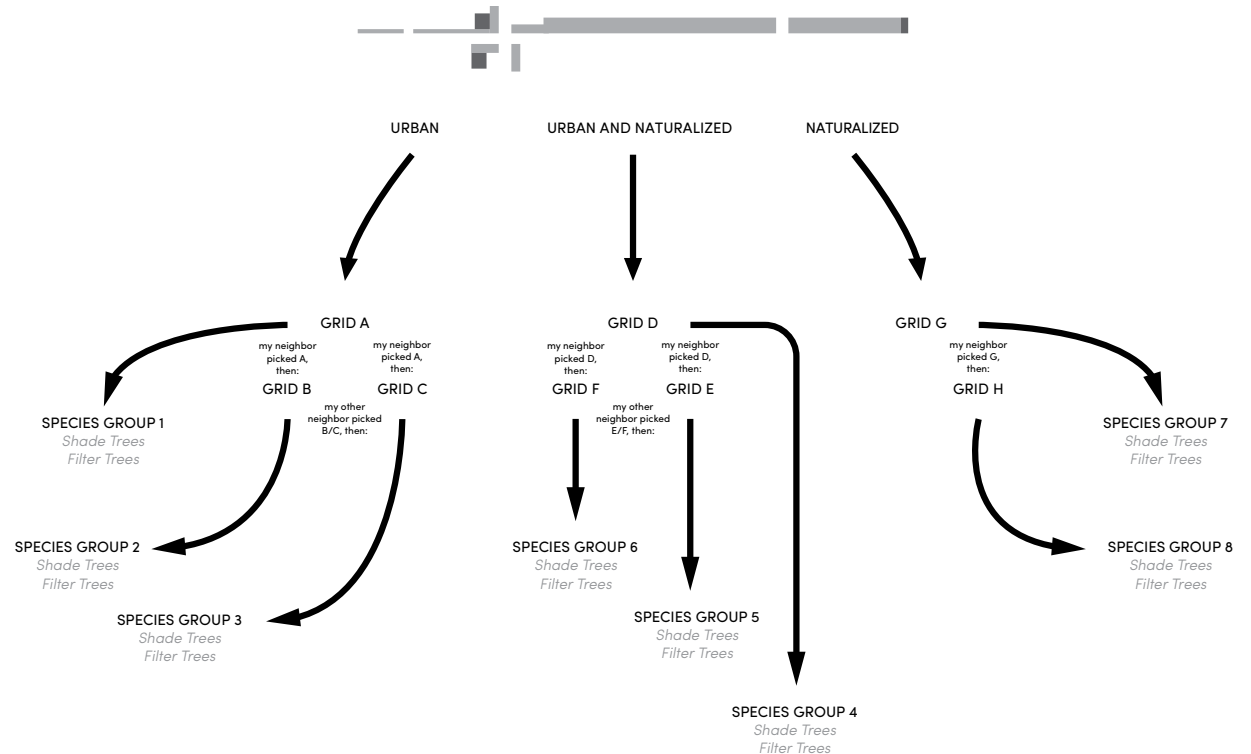 URBAN
URBAN AND NATURALIZED
NATURALIZED
GRID A
GRID D
GRID G
my neighbor
picked A,
then:
my neighbor
picked A,
then:
my neighbor
picked D,
then:
my neighbor
picked D,
then:
my neighbor
picked G,
then:
GRID B
GRID C
GRID F
GRID E
GRID H
my other
neighbor picked
B/C, then:
my other
neighbor picked
E/F, then:
SPECIES GROUP 1
Shade Trees
Filter Trees
SPECIES GROUP 7
Shade Trees
Filter Trees
SPECIES GROUP 2
Shade Trees
Filter Trees
SPECIES GROUP 6
Shade Trees
Filter Trees
SPECIES GROUP 8
Shade Trees
Filter Trees
SPECIES GROUP 3
Shade Trees
Filter Trees
SPECIES GROUP 5
Shade Trees
Filter Trees
SPECIES GROUP 4
Shade Trees
Filter Trees